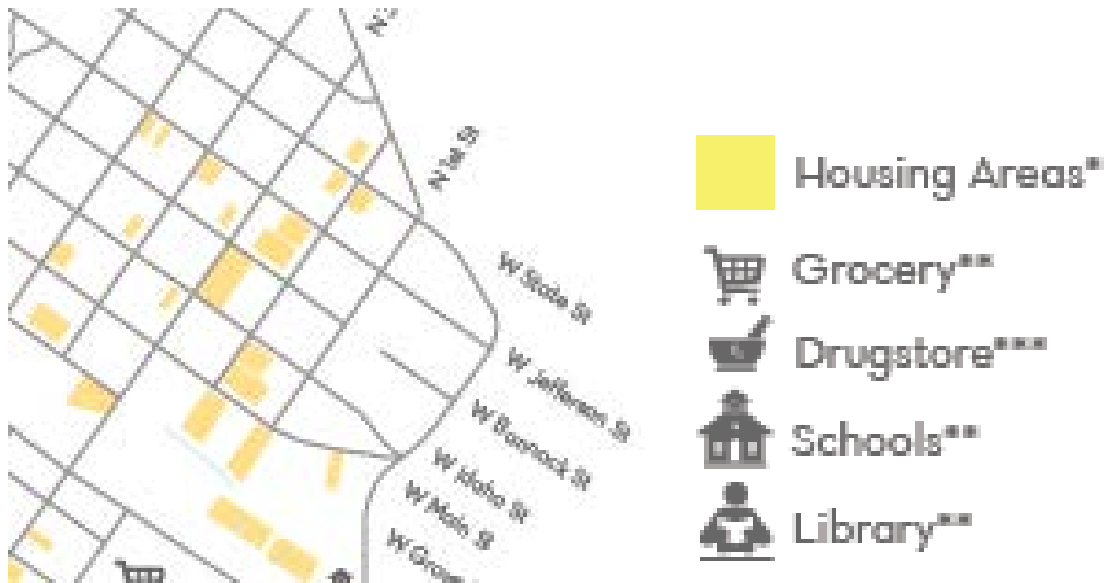 N 1st St
W State St
W Jefferson St
W Bannock St
W Idaho St
W Main St
Housing Areas*
Grocery**
Drugstore***
Schools**
Library**